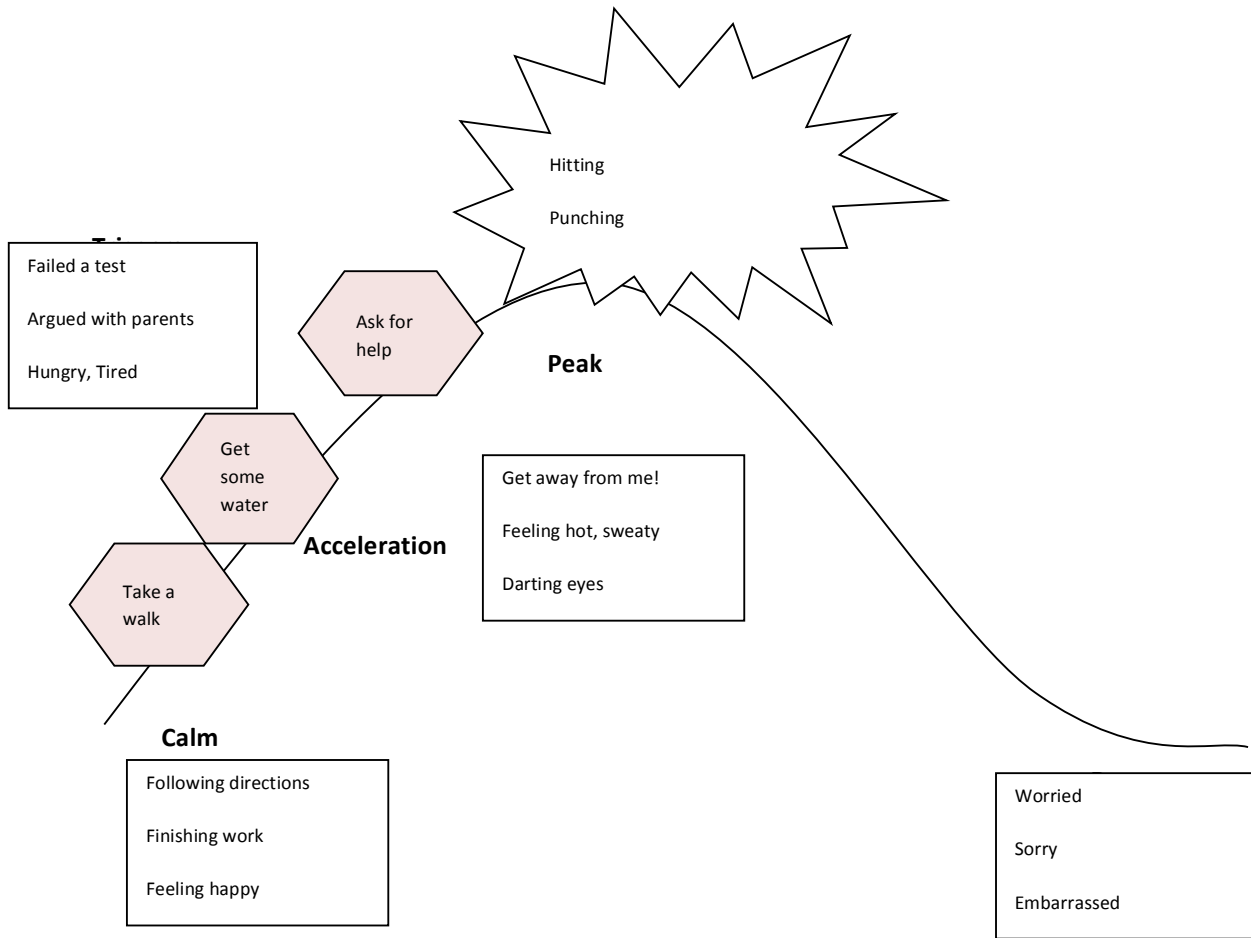 Hitting
Punching
Failed a test
Argued with parents
Hungry, Tired
Ask for
help
Peak
Get
some
water
Get away from me!
Feeling hot, sweaty
Darting eyes
Acceleration
Take a
walk
Calm
Following directions
Finishing work
Feeling happy
Worried
Sorry
Embarrassed